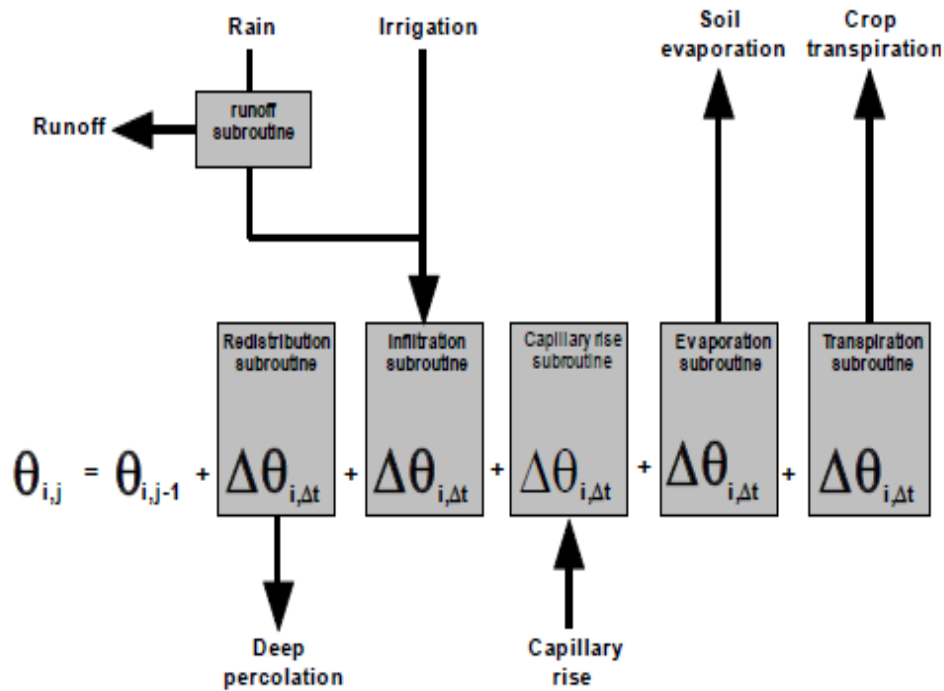 Rain
Irrigation
Soil
evaporation
Crop
transpiration
Runoff
runoff
subroutine
Redistribution
subroutine
Infiltration
subroutine
Capillary rise
subroutine
Evaporation
subroutine
Transpiration
subroutine
θi,j = θi,j-1 + Δθi,Δt + Δθi,Δt + Δθi,Δt + Δθi,Δt + Δθi,Δt
Deep
percolation
Capillary
rise